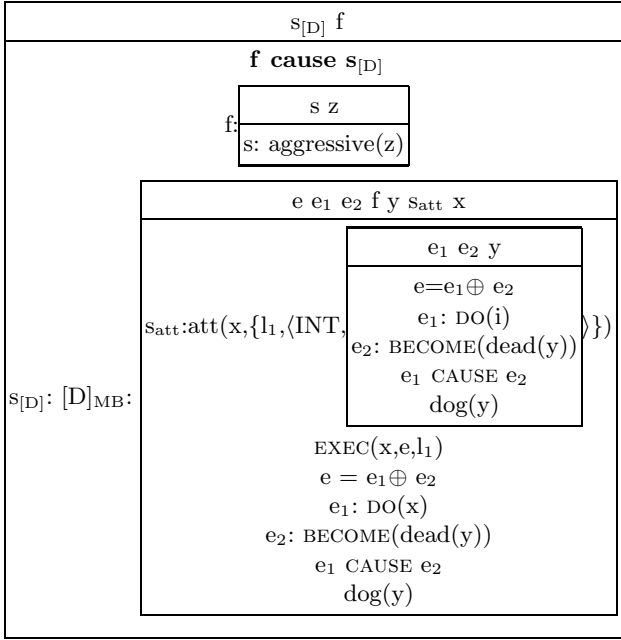 s[D] f
f cause s[D]
s z
f:
s: aggressive(z)
e e₁ e₂ f y sₐₜₜ x
e₁ e₂ y
e=e₁⊕ e₂
e₁: DO(i)
sₐₜₜ:att(x,{l₁,⟨INT, ⟩})
e₂: BECOME(dead(y))
e₁ CAUSE e₂
dog(y)
s[D]: [D]MB:
EXEC(x,e,l₁)
e = e₁⊕ e₂
e₁: DO(x)
e₂: BECOME(dead(y))
e₁ CAUSE e₂
dog(y)